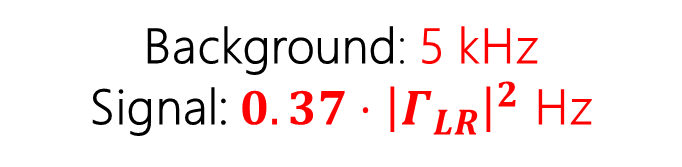 Background: 5 kHz
Signal: 0.37 · |Γ_LR|² Hz